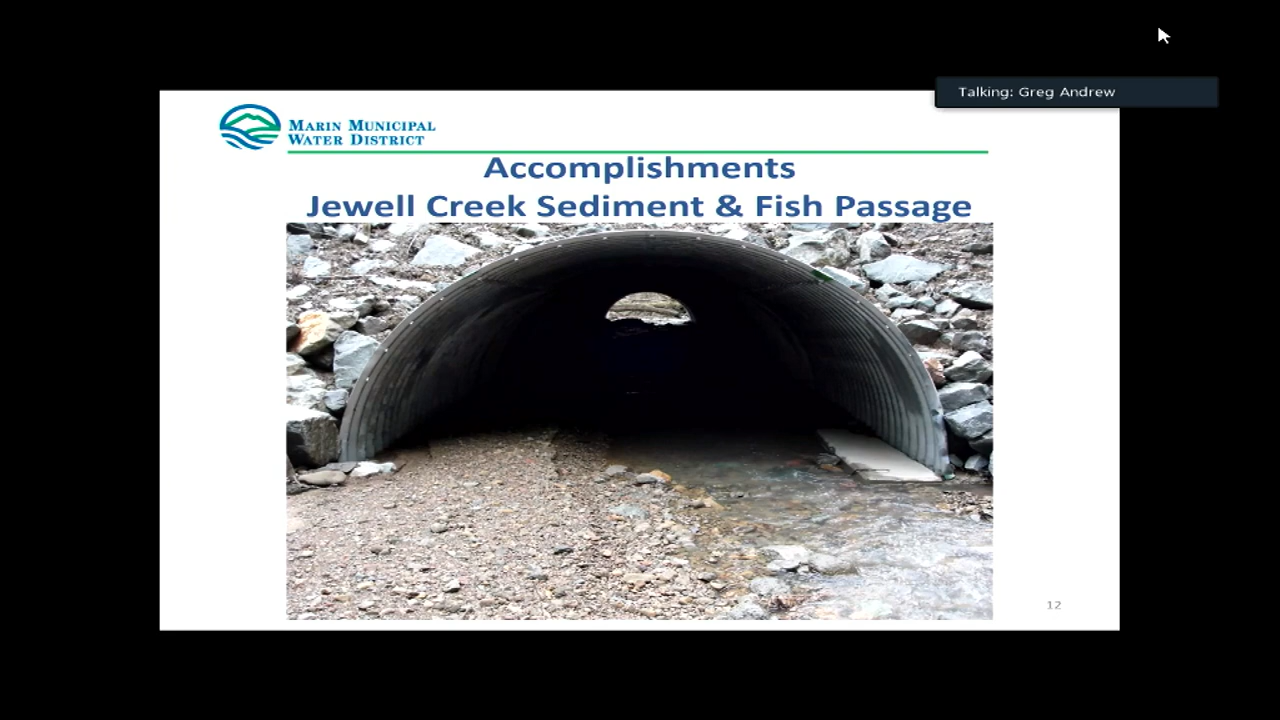 Talking: Greg Andrew
MARIN MUNICIPAL
WATER DISTRICT
Accomplishments
Jewell Creek Sediment & Fish Passage
12